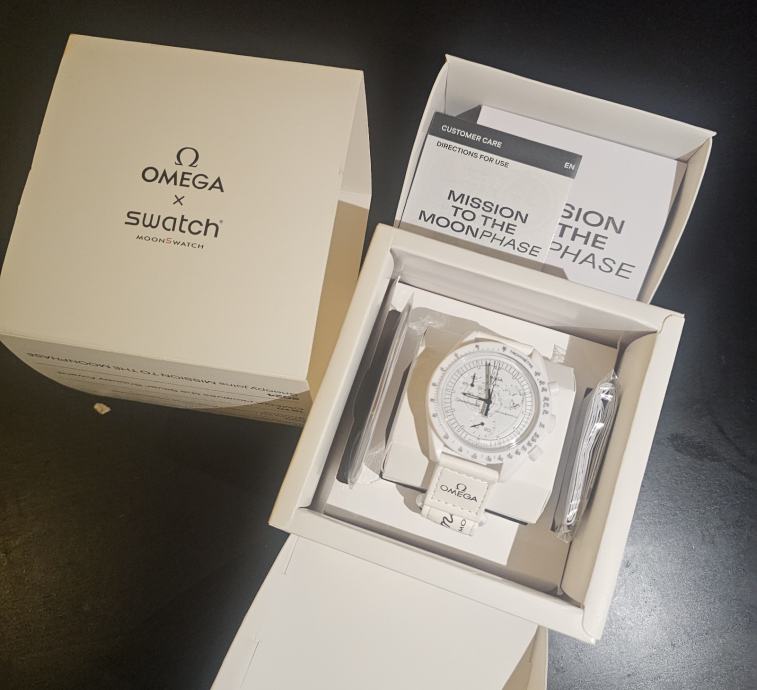 Ω
OMEGA
×
swatch
MOONSWATCH
CUSTOMER CARE
DIRECTIONS FOR USE
EN
MISSION
TO THE
MOONPHASE
SION
THE
PHASE
MISSION TO THE MOONPHASE
OMEGA
Ω
OMEGA